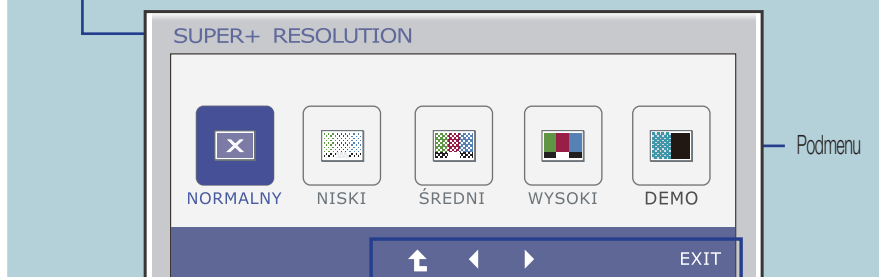 SUPER+ RESOLUTION
Podmenu
NORMALNY NISKI ŚREDNI WYSOKI DEMO
EXIT